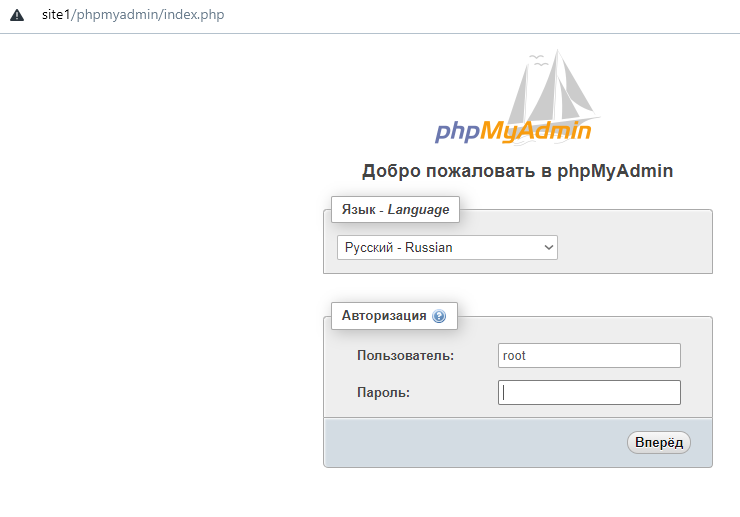 site1/phpmyadmin/index.php
phpMyAdmin
Добро пожаловать в phpMyAdmin
Язык - Language
Русский - Russian
Авторизация
Пользователь: root
Пароль:
Вперёд